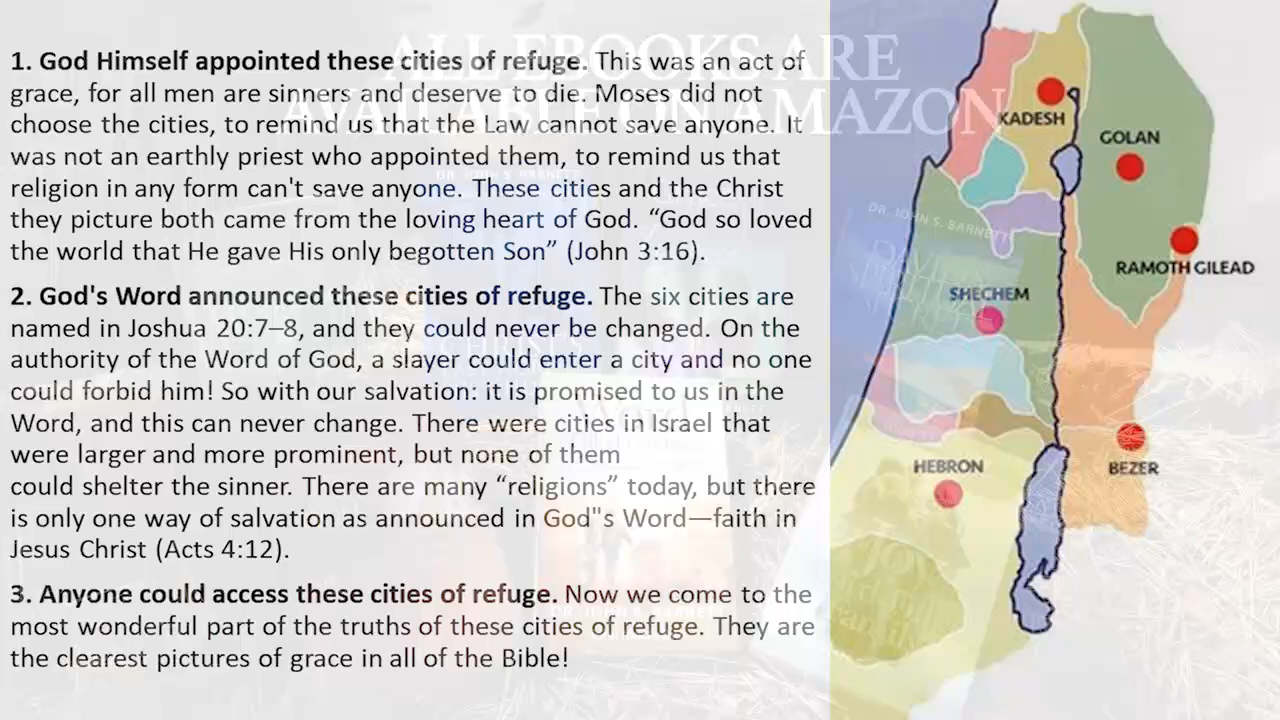 ALL EBOOKS ARE
AVAILABLE ON AMAZON
1. God Himself appointed these cities of refuge. This was an act of
grace, for all men are sinners and deserve to die. Moses did not
choose the cities, to remind us that the Law cannot save anyone. It
was not an earthly priest who appointed them, to remind us that
religion in any form can't save anyone. These cities and the Christ
they picture both came from the loving heart of God. “God so loved
the world that He gave His only begotten Son” (John 3:16).
2. God's Word announced these cities of refuge. The six cities are
named in Joshua 20:7–8, and they could never be changed. On the
authority of the Word of God, a slayer could enter a city and no one
could forbid him! So with our salvation: it is promised to us in the
Word, and this can never change. There were cities in Israel that
were larger and more prominent, but none of them
could shelter the sinner. There are many “religions” today, but there
is only one way of salvation as announced in God"s Word—faith in
Jesus Christ (Acts 4:12).
3. Anyone could access these cities of refuge. Now we come to the
most wonderful part of the truths of these cities of refuge. They are
the clearest pictures of grace in all of the Bible!
KADESH
GOLAN
RAMOTH GILEAD
SHECHEM
HEBRON
BEZER
DR. JOHN S. BARNETT
DR. JOHN S. BARNETT
DR. JOHN S. BARNETT